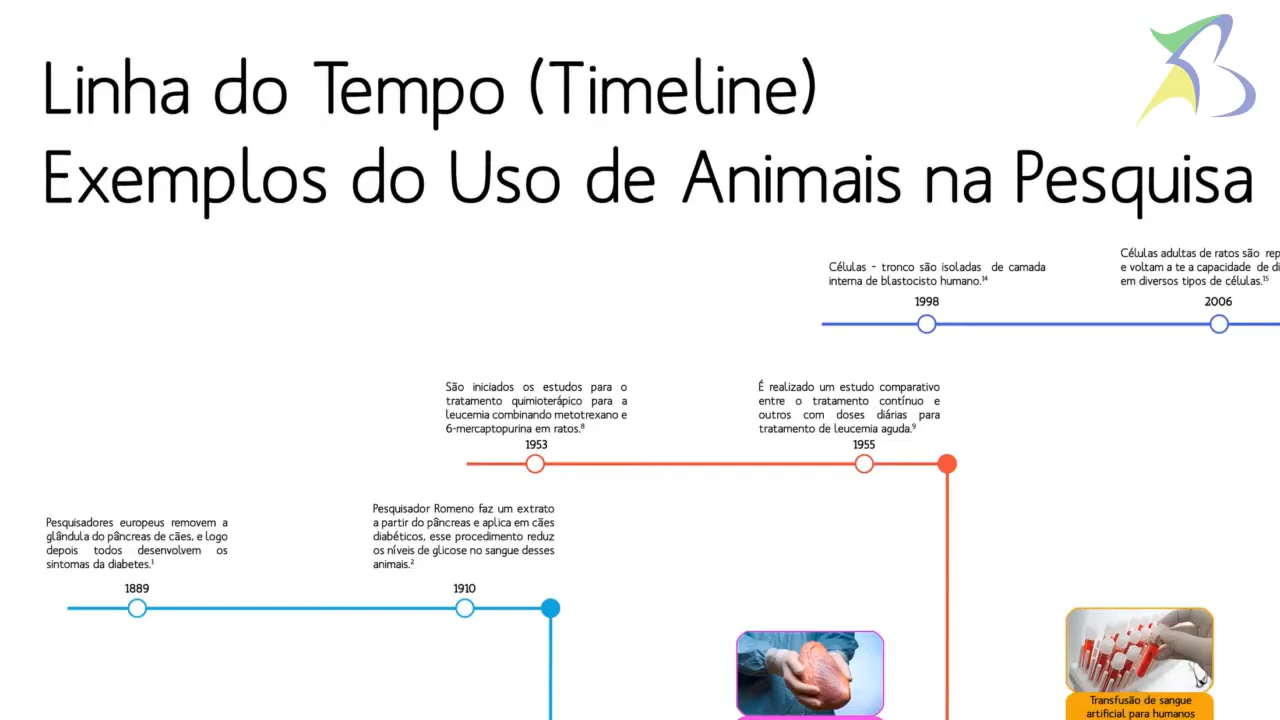 Linha do Tempo (Timeline)
Exemplos do Uso de Animais na Pesquisa
Células - tronco são isoladas de camada
interna de blastocisto humano.¹⁴
1998
Células adultas de ratos são
e voltam a te a capacidade de
em diversos tipos de células.¹⁵
2006
São iniciados os estudos para o
tratamento quimioterápico para a
leucemia combinando metotrexano e
6-mercaptopurina em ratos.⁸
1953
É realizado um estudo comparativo
entre o tratamento contínuo e
outros com doses diárias para
tratamento de leucemia aguda.⁹
1955
Pesquisadores europeus removem a
glândula do pâncreas de cães, e logo
depois todos desenvolvem os
sintomas da diabetes.¹
1889
Pesquisador Romeno faz um extrato
a partir do pâncreas e aplica em cães
diabéticos, esse procedimento reduz
os níveis de glicose no sangue desses
animais.²
1910
Transfusão de sangue
artificial para humanos